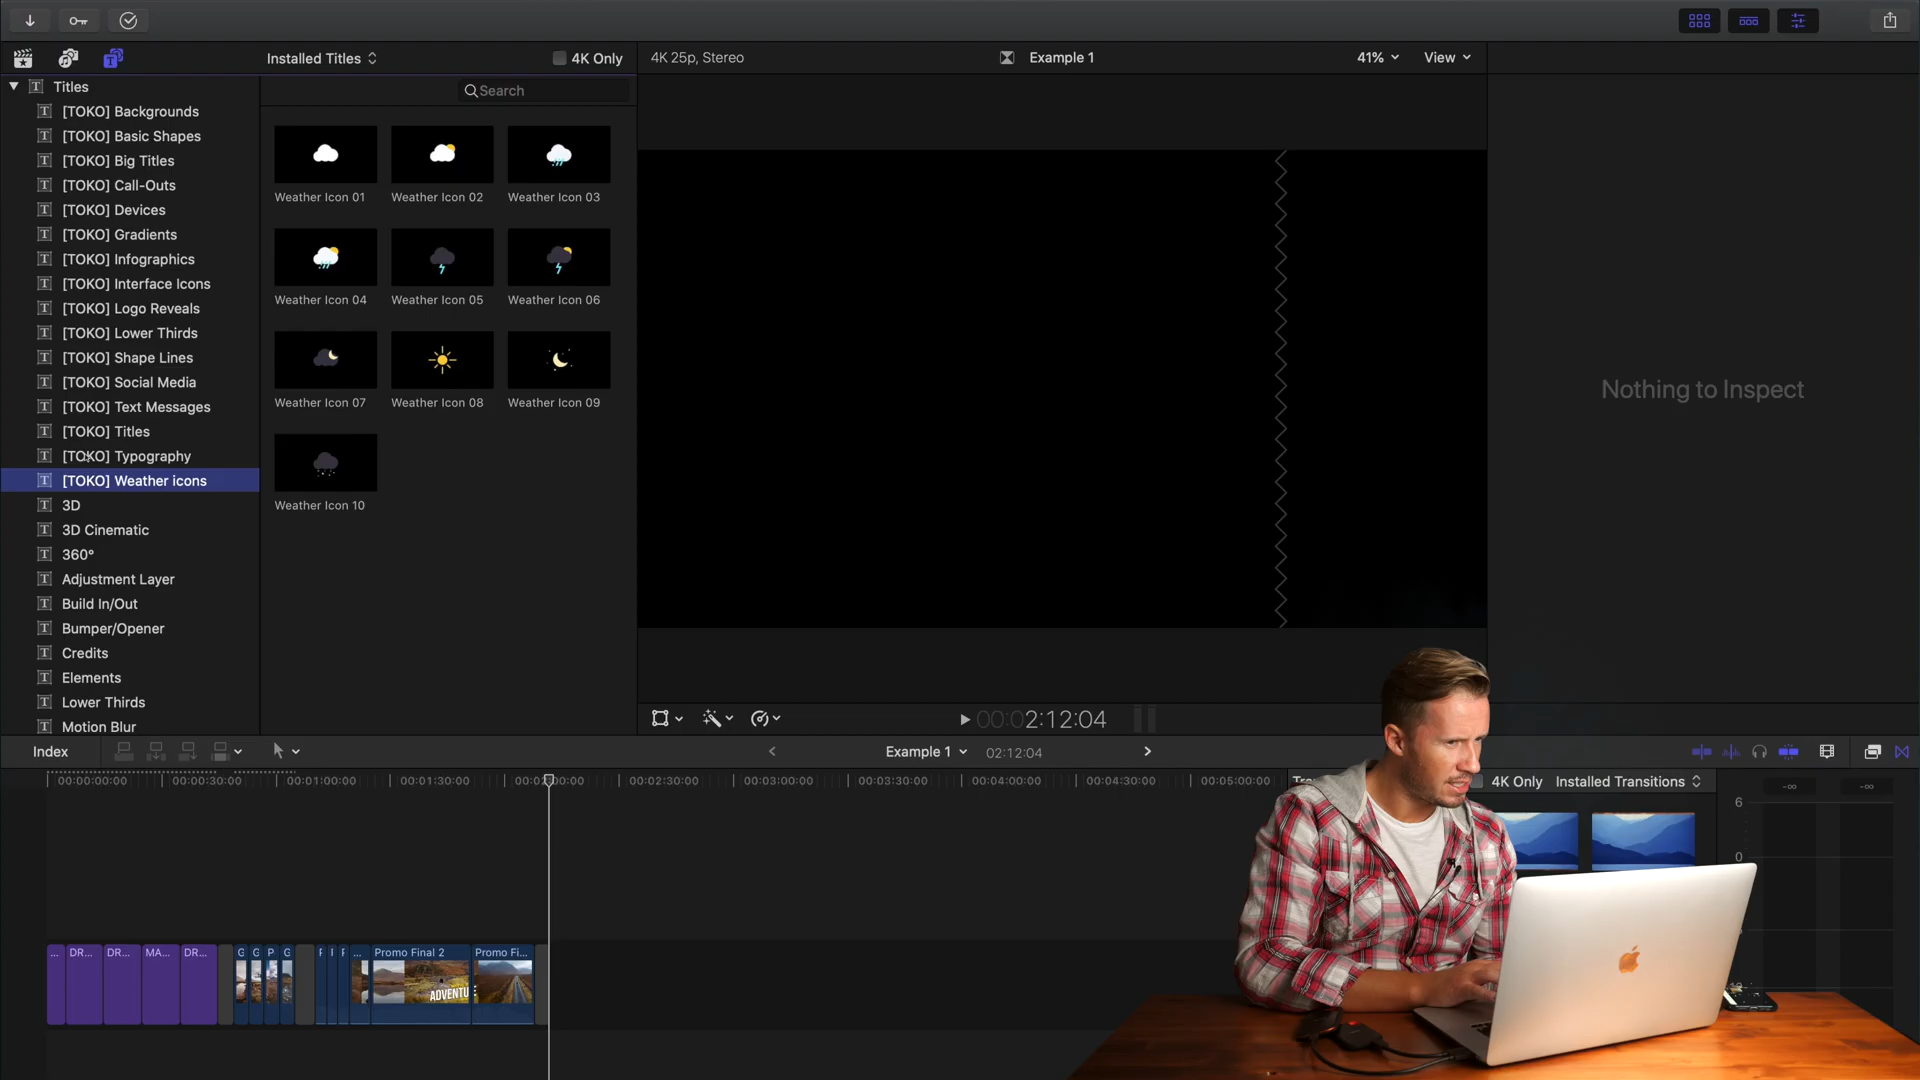 Installed Titles
4K Only
4K 25p, Stereo
Example 1
41%
View
Titles
Search
[TOKO] Backgrounds
[TOKO] Basic Shapes
[TOKO] Big Titles
[TOKO] Call-Outs
[TOKO] Devices
[TOKO] Gradients
[TOKO] Infographics
[TOKO] Interface Icons
[TOKO] Logo Reveals
[TOKO] Lower Thirds
[TOKO] Shape Lines
[TOKO] Social Media
[TOKO] Text Messages
[TOKO] Titles
[TOKO] Typography
[TOKO] Weather icons
3D
3D Cinematic
360°
Adjustment Layer
Build In/Out
Bumper/Opener
Credits
Elements
Lower Thirds
Motion Blur
Weather Icon 01
Weather Icon 02
Weather Icon 03
Weather Icon 04
Weather Icon 05
Weather Icon 06
Weather Icon 07
Weather Icon 08
Weather Icon 09
Weather Icon 10
Nothing to Inspect
00:02:12:04
Index
Example 1
02:12:04
00:00:00:00
00:00:30:00
00:01:00:00
00:01:30:00
00:02:00:00
00:02:30:00
00:03:00:00
00:03:30:00
00:04:00:00
00:04:30:00
00:05:00:00
4K Only
Installed Transitions
-∞
-∞
6
0
...
DR...
DR...
MA...
DR...
G
G
P
G
...
Promo Final 2
Promo Fi...
ADVENTU